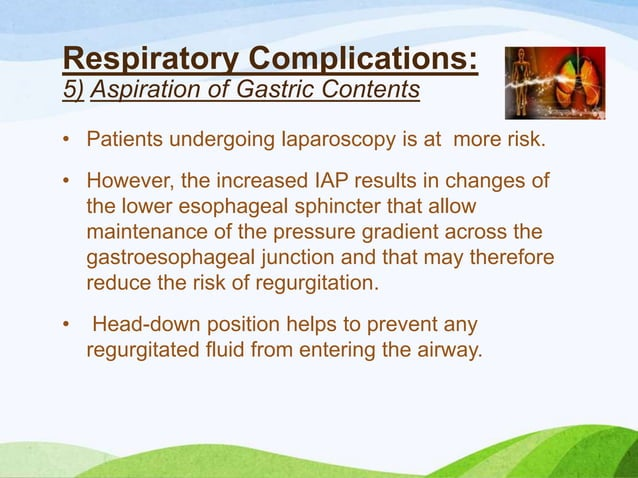 Respiratory Complications:
5) Aspiration of Gastric Contents
• Patients undergoing laparoscopy is at  more risk.
• However, the increased IAP results in changes of
the lower esophageal sphincter that allow
maintenance of the pressure gradient across the
gastroesophageal junction and that may therefore
reduce the risk of regurgitation.
• Head-down position helps to prevent any
regurgitated fluid from entering the airway.